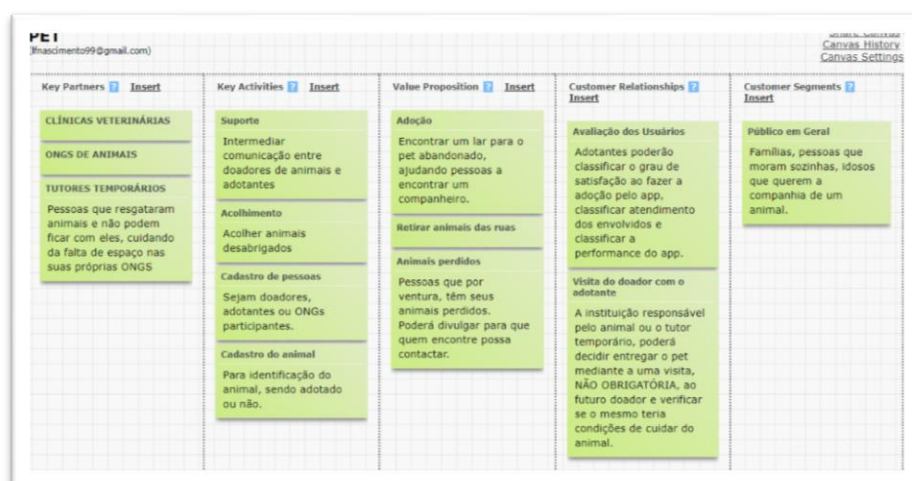 PET
lfnascimento99@gmail.com)
Share Canvas
Canvas History
Canvas Settings
Key Partners ? Insert
CLÍNICAS VETERINÁRIAS
ONGS DE ANIMAIS
TUTORES TEMPORÁRIOS
Pessoas que resgataram
animais e não podem
ficar com eles, cuidando
da falta de espaço nas
suas próprias ONGS
Key Activities ? Insert
Suporte
Intermediar
comunicação entre
doadores de animais e
adotantes
Acolhimento
Acolher animais
desabrigados
Cadastro de pessoas
Sejam doadores,
adotantes ou ONGs
participantes.
Cadastro do animal
Para identificação do
animal, sendo adotado
ou não.
Value Proposition ? Insert
Adoção
Encontrar um lar para o
pet abandonado,
ajudando pessoas a
encontrar um
companheiro.
Retirar animais das ruas
Animais perdidos
Pessoas que por
ventura, têm seus
animais perdidos.
Poderá divulgar para que
quem encontre possa
contactar.
Customer Relationships ?
Insert
Avaliação dos Usuários
Adotantes poderão
classificar o grau de
satisfação ao fazer a
adoção pelo app,
classificar atendimento
dos envolvidos e
classificar a
performance do app.
Visita do doador com o
adotante
A instituição responsável
pelo animal ou o tutor
temporário, poderá
decidir entregar o pet
mediante a uma visita,
NÃO OBRIGATÓRIA, ao
futuro doador e verificar
se o mesmo teria
condições de cuidar do
animal.
Customer Segments ?
Insert
Público em Geral
Famílias, pessoas que
moram sozinhas, idosos
que querem a
companhia de um
animal.